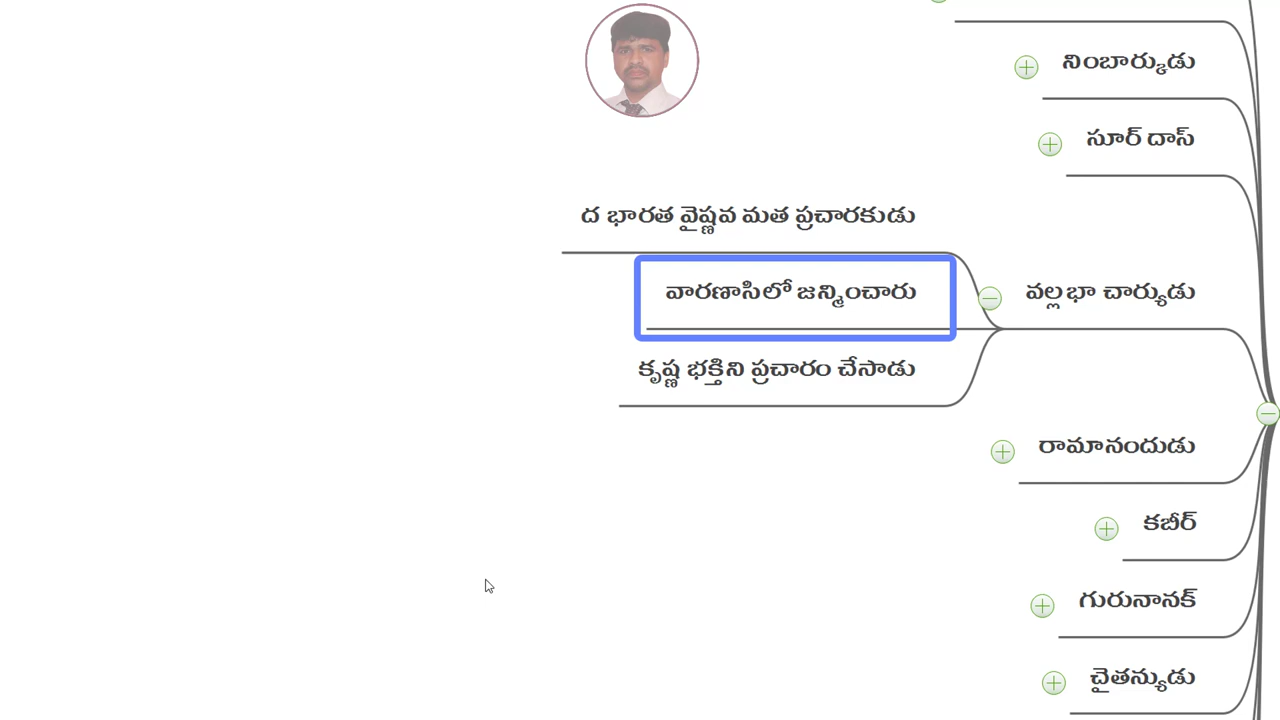 నింబార్కుడు
సూర్ దాస్
ద భారత వైష్ణవ మత ప్రచారకుడు
వారణాసిలో జన్మించారు
వల్లభా చార్యుడు
కృష్ణ భక్తిని ప్రచారం చేసాడు
రామానందుడు
కబీర్
గురునానక్
చైతన్యుడు